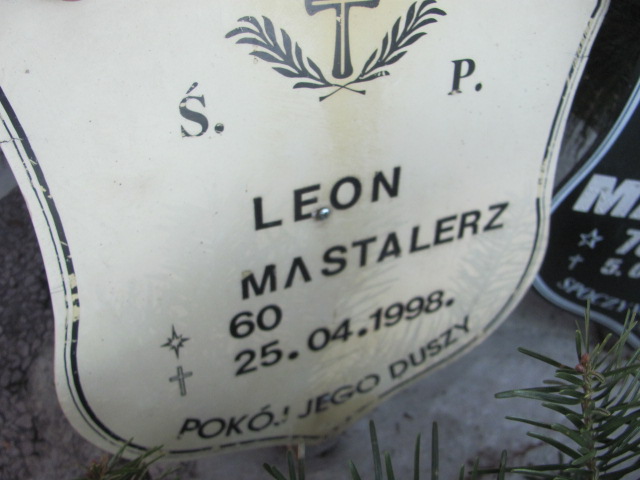 Ś. P.
LEON
MASTALERZ
60
25.04.1998.
POKÓJ JEGO DUSZY